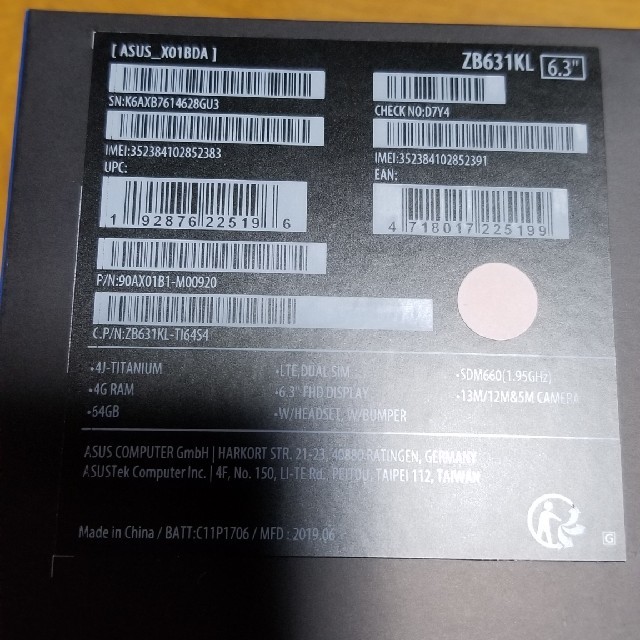 [ ASUS_X01BDA ]
ZB631KL 6.3"
SN:K6AXB7614628GU3
CHECK NO:D7Y4
IMEI:352384102852383
IMEI:352384102852391
UPC:
EAN:
1 92876 22519 6
4 718017 225199
P/N:90AX01B1-M00920
C.P/N:ZB631KL-TI64S4
•4J-TITANIUM
•LTE DUAL SIM
•SDM660(1.95GHz)
•4G RAM
•6.3" FHD DISPLAY
•13M/12M&5M CAMERA
•64GB
•W/HEADSET, W/BUMPER
ASUS COMPUTER GmbH | HARKORT STR. 21-23, 40880 RATINGEN, GERMANY
ASUSTek Computer Inc. | 4F, No. 150, LI-TE Rd., PEITOU, TAIPEI 112, TAIWAN
Made in China / BATT:C11P1706 / MFD : 2019.06
G